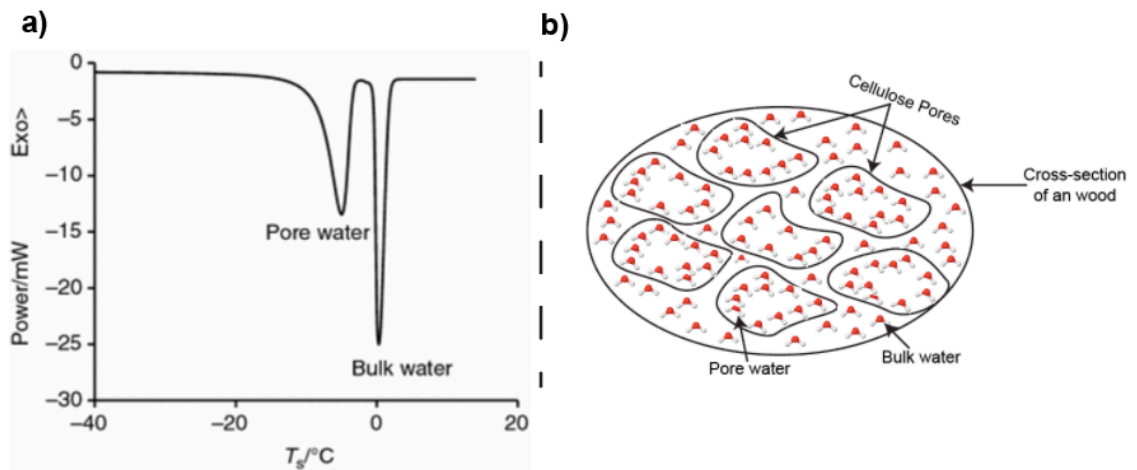 a)
b)
0
−5
−10
−15
−20
−25
−30
Power/mW
Exo>
Pore water
Bulk water
−40
−20
0
20
Ts/°C
Cellulose Pores
Cross-section
of an wood
Bulk water
Pore water